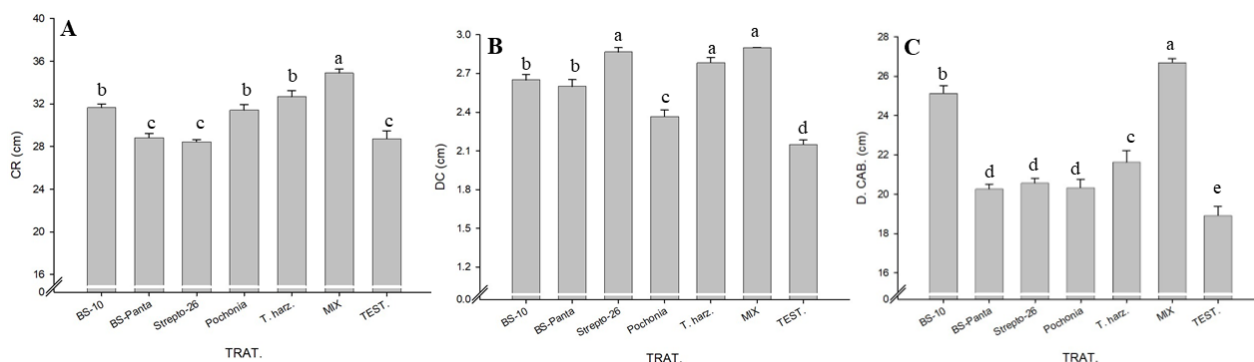 A
CR (cm)
40
36
32
28
24
20
16
0
b
c
c
b
b
a
c
BS-10
BS-Panta
Strepto-26
Pochonia
T. harz.
MIX
TEST.
TRAT.
B
DC (cm)
3.0
2.7
2.4
2.1
1.8
1.5
1.2
0.0
b
b
a
c
a
a
d
BS-10
BS-Panta
Strepto-26
Pochonia
T. harz.
MIX
TEST.
TRAT.
C
D. CAB. (cm)
28
26
24
22
20
18
16
0
b
d
d
d
c
a
e
BS-10
BS-Panta
Strepto-26
Pochonia
T. harz.
MIX
TEST.
TRAT.